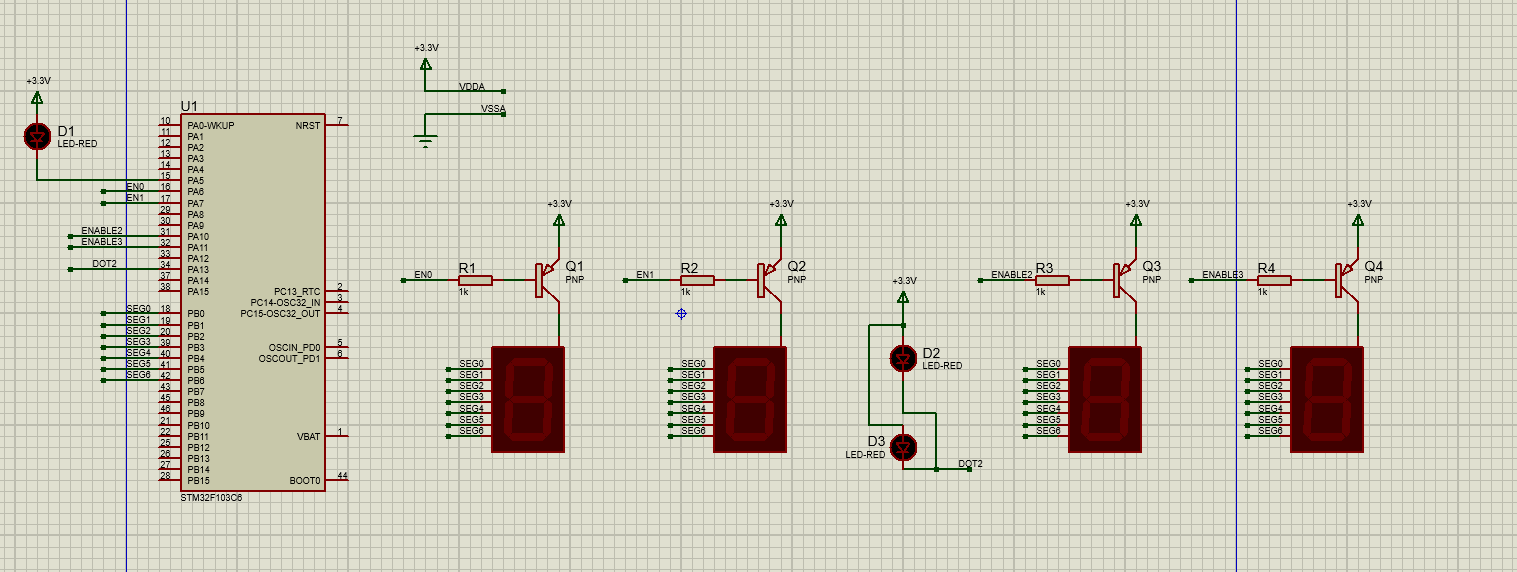 +3.3V
D1
LED-RED
U1
10 PA0-WKUP
11 PA1
12 PA2
13 PA3
14 PA4
15 PA5
EN0 16 PA6
EN1 17 PA7
29 PA8
30 PA9
ENABLE2 31 PA10
ENABLE3 32 PA11
33 PA12
DOT2 34 PA13
37 PA14
38 PA15
SEG0 18 PB0
SEG1 19 PB1
SEG2 20 PB2
SEG3 39 PB3
SEG4 40 PB4
SEG5 41 PB5
SEG6 42 PB6
43 PB7
45 PB8
46 PB9
21 PB10
22 PB11
25 PB12
26 PB13
27 PB14
28 PB15
NRST 7
PC13_RTC 2
PC14-OSC32_IN 3
PC15-OSC32_OUT 4
OSCIN_PD0 5
OSCOUT_PD1 6
VBAT 1
BOOT0 44
STM32F103C6
+3.3V
VDDA
VSSA
+3.3V
EN0
R1
1k
Q1
PNP
SEG0
SEG1
SEG2
SEG3
SEG4
SEG5
SEG6
+3.3V
EN1
R2
1k
Q2
PNP
SEG0
SEG1
SEG2
SEG3
SEG4
SEG5
SEG6
+3.3V
D2
LED-RED
D3
LED-RED
DOT2
+3.3V
ENABLE2
R3
1k
Q3
PNP
SEG0
SEG1
SEG2
SEG3
SEG4
SEG5
SEG6
+3.3V
ENABLE3
R4
1k
Q4
PNP
SEG0
SEG1
SEG2
SEG3
SEG4
SEG5
SEG6